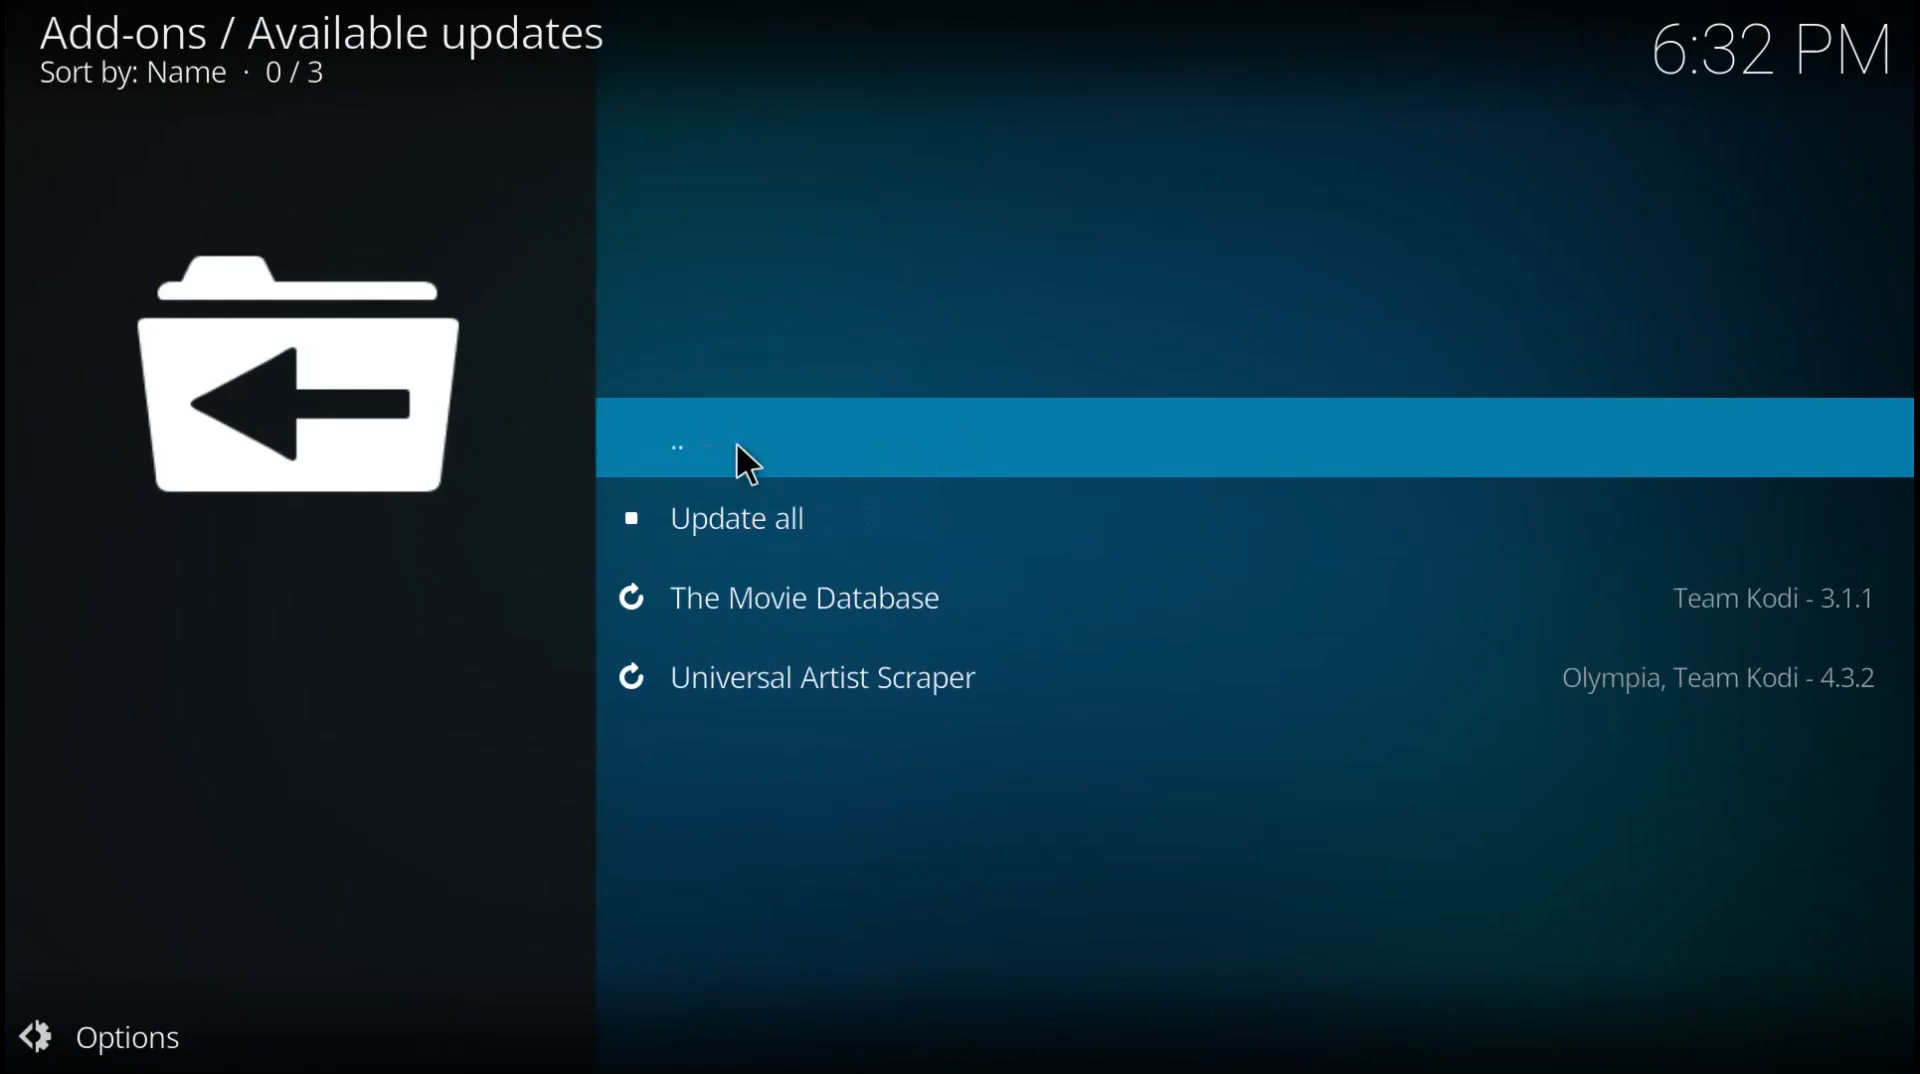 Add-ons / Available updates
6:32 PM
Sort by: Name · 0 / 3
..
Update all
The Movie Database Team Kodi - 3.1.1
Universal Artist Scraper Olympia, Team Kodi - 4.3.2
Options